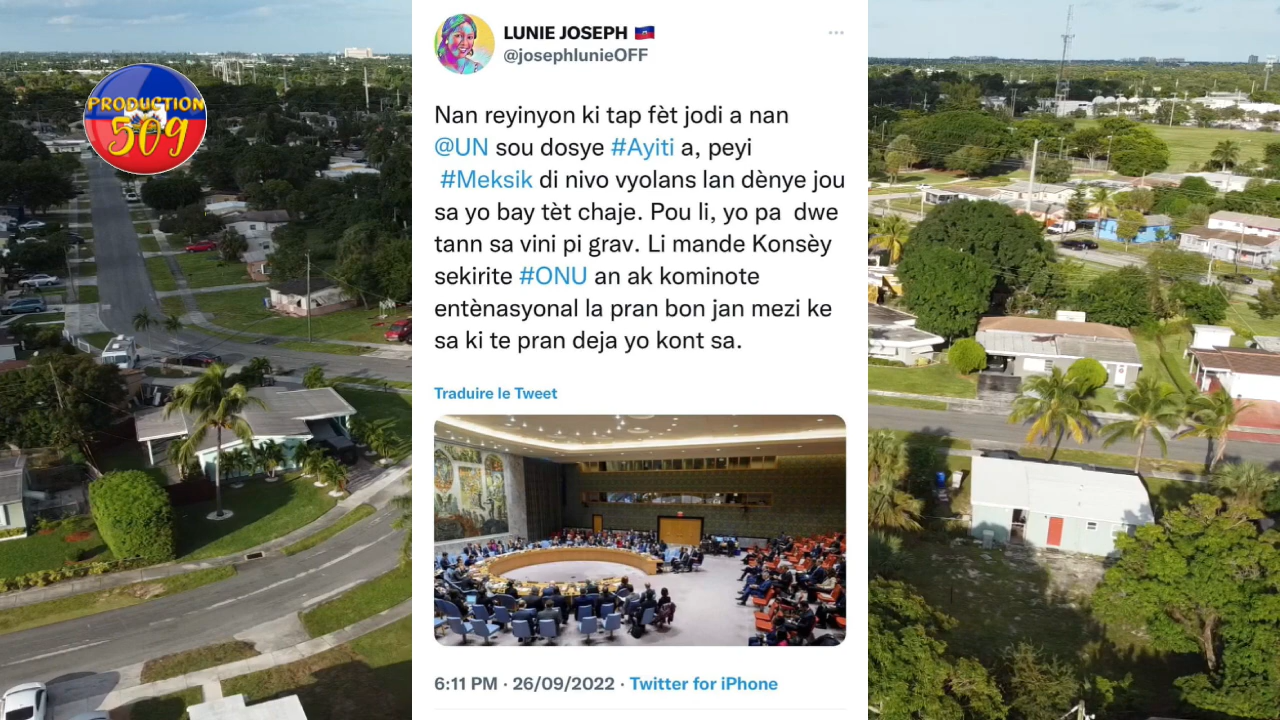 PRODUCTION
509
LUNIE JOSEPH 🇭🇹
@josephlunieOFF
Nan reyinyon ki tap fèt jodi a nan
@UN sou dosye #Ayiti a, peyi
#Meksik di nivo vyolans lan dènye jou
sa yo bay tèt chaje. Pou li, yo pa  dwe
tann sa vini pi grav. Li mande Konsèy
sekirite #ONU an ak kominote
entènasyonal la pran bon jan mezi ke
sa ki te pran deja yo kont sa.
Traduire le Tweet
6:11 PM · 26/09/2022 · Twitter for iPhone